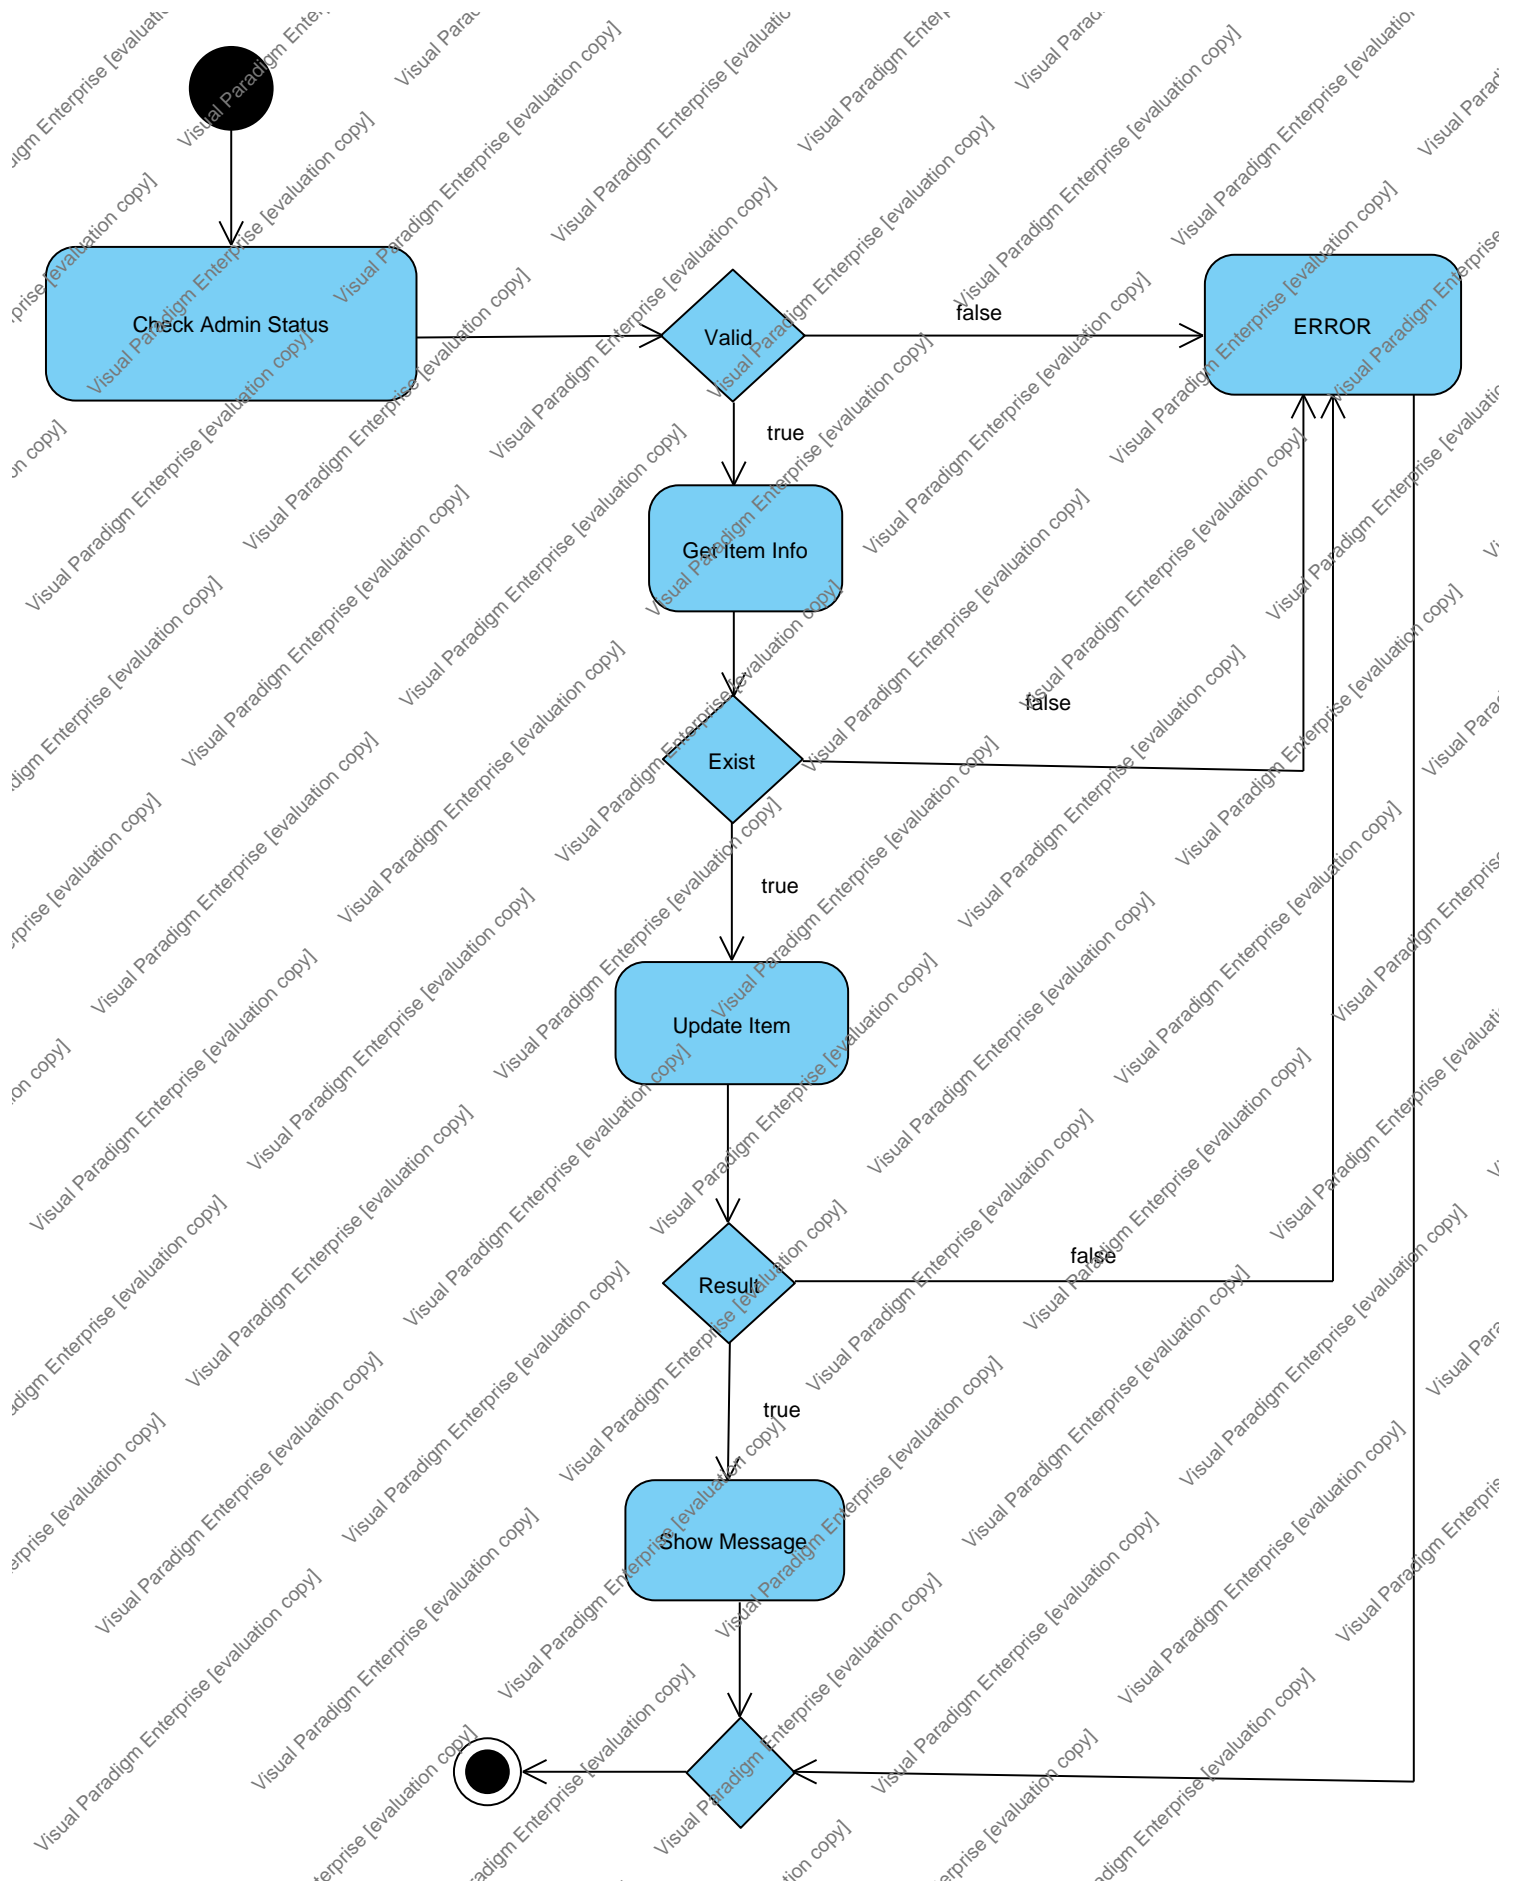 Check Admin Status
Valid
false
ERROR
true
Get Item Info
false
Exist
true
Update Item
false
Result
true
Show Message
Visual Paradigm Enterprise [evaluation copy]